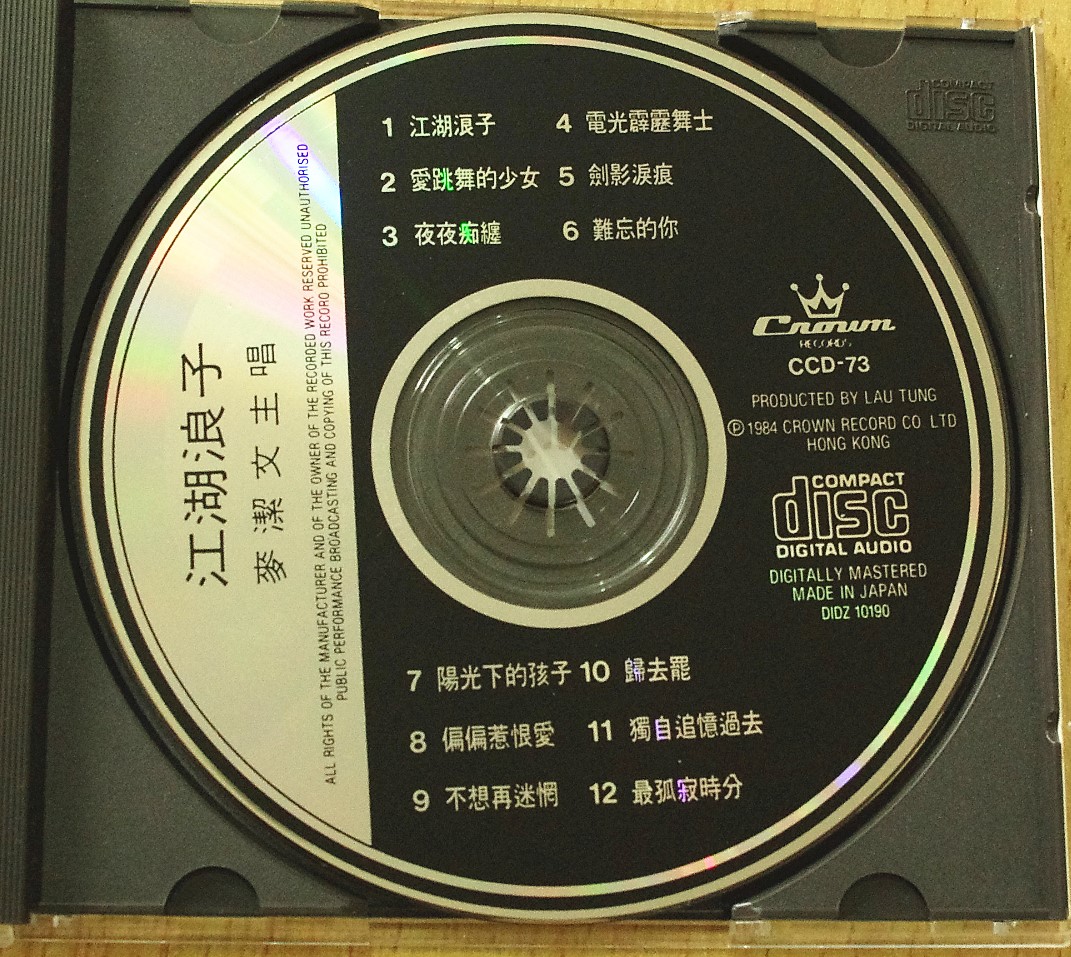 江湖浪子
麥潔文主唱
ALL RIGHTS OF THE MANUFACTURER AND OF THE OWNER OF THE RECORDED WORK RESERVED UNAUTHORISED
PUBLIC PERFORMANCE BROADCASTING AND COPYING OF THIS RECORD PROHIBITED
1 江湖浪子
2 愛跳舞的少女
3 夜夜痴纏
4 電光霹靂舞士
5 劍影淚痕
6 難忘的你
COMPACT
disc
DIGITAL AUDIO
Crown
RECORDS
CCD-73
PRODUCED BY LAU TUNG
Ⓟ 1984 CROWN RECORD CO LTD
HONG KONG
COMPACT
disc
DIGITAL AUDIO
DIGITALLY MASTERED
MADE IN JAPAN
DIDZ 10190
7 陽光下的孩子
8 偏偏惹恨愛
9 不想再迷惘
10 歸去罷
11 獨自追憶過去
12 最孤寂時分